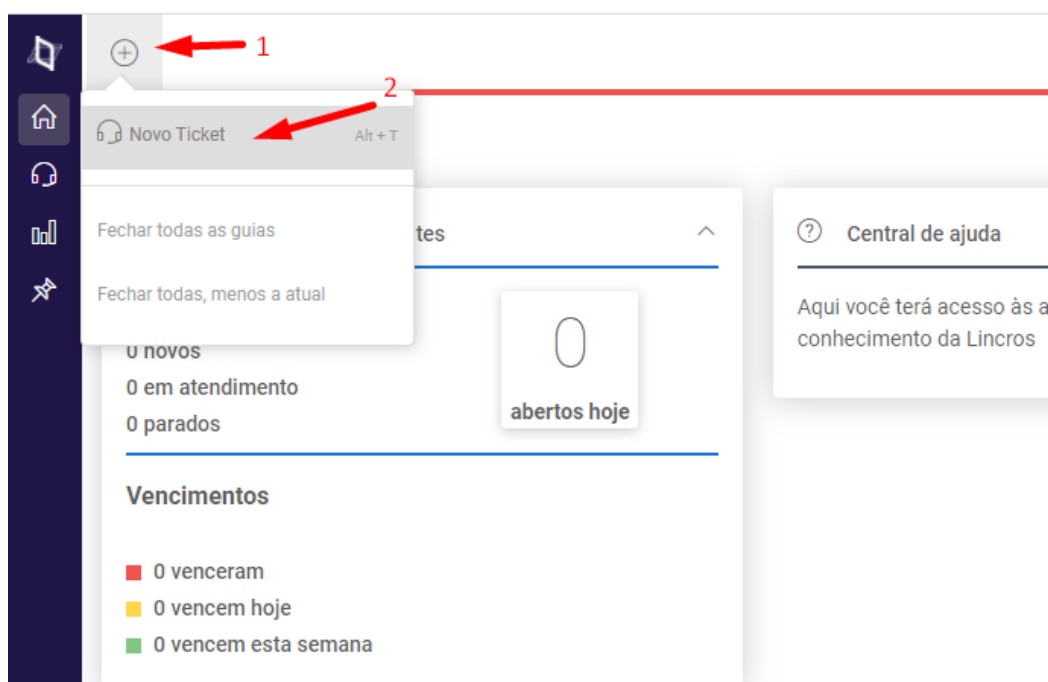 1
2
Novo Ticket Alt + T
Fechar todas as guias
Fechar todas, menos a atual
tes
0 novos
0 em atendimento
0 parados
0
abertos hoje
Vencimentos
0 venceram
0 vencem hoje
0 vencem esta semana
Central de ajuda
Aqui você terá acesso às a
conhecimento da Lincros